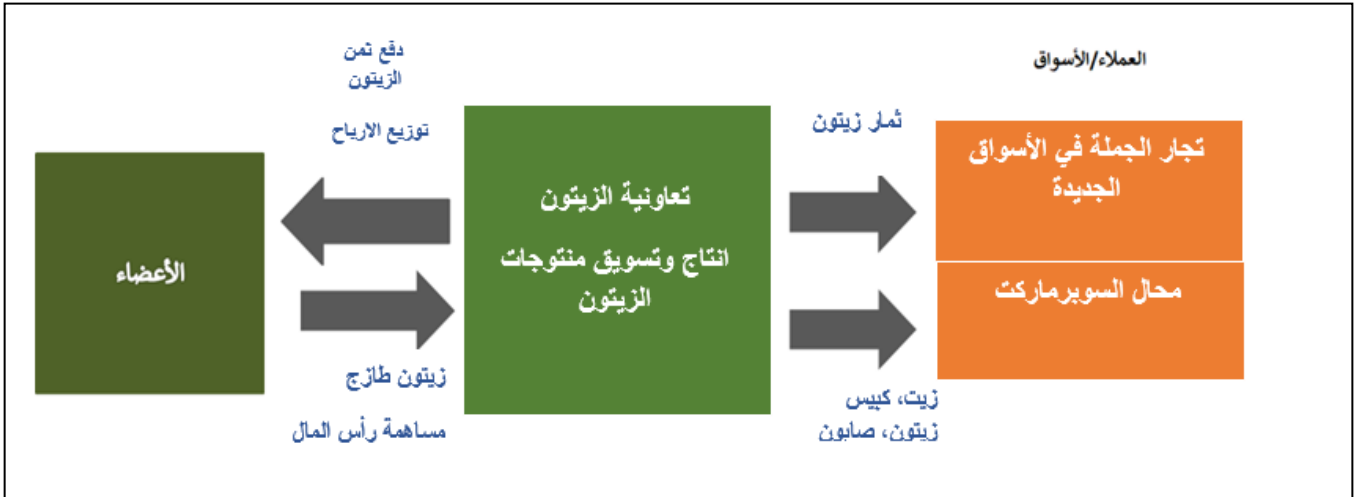 العملاء/الأسواق
تجار الجملة في الأسواق
الجديدة
محال السوبرماركت
ثمار زيتون
زيت، كبيس
زيتون، صابون
تعاونية الزيتون
انتاج وتسويق منتوجات
الزيتون
دفع ثمن
الزيتون
توزيع الارباح
زيتون طازج
مساهمة رأس المال
الأعضاء